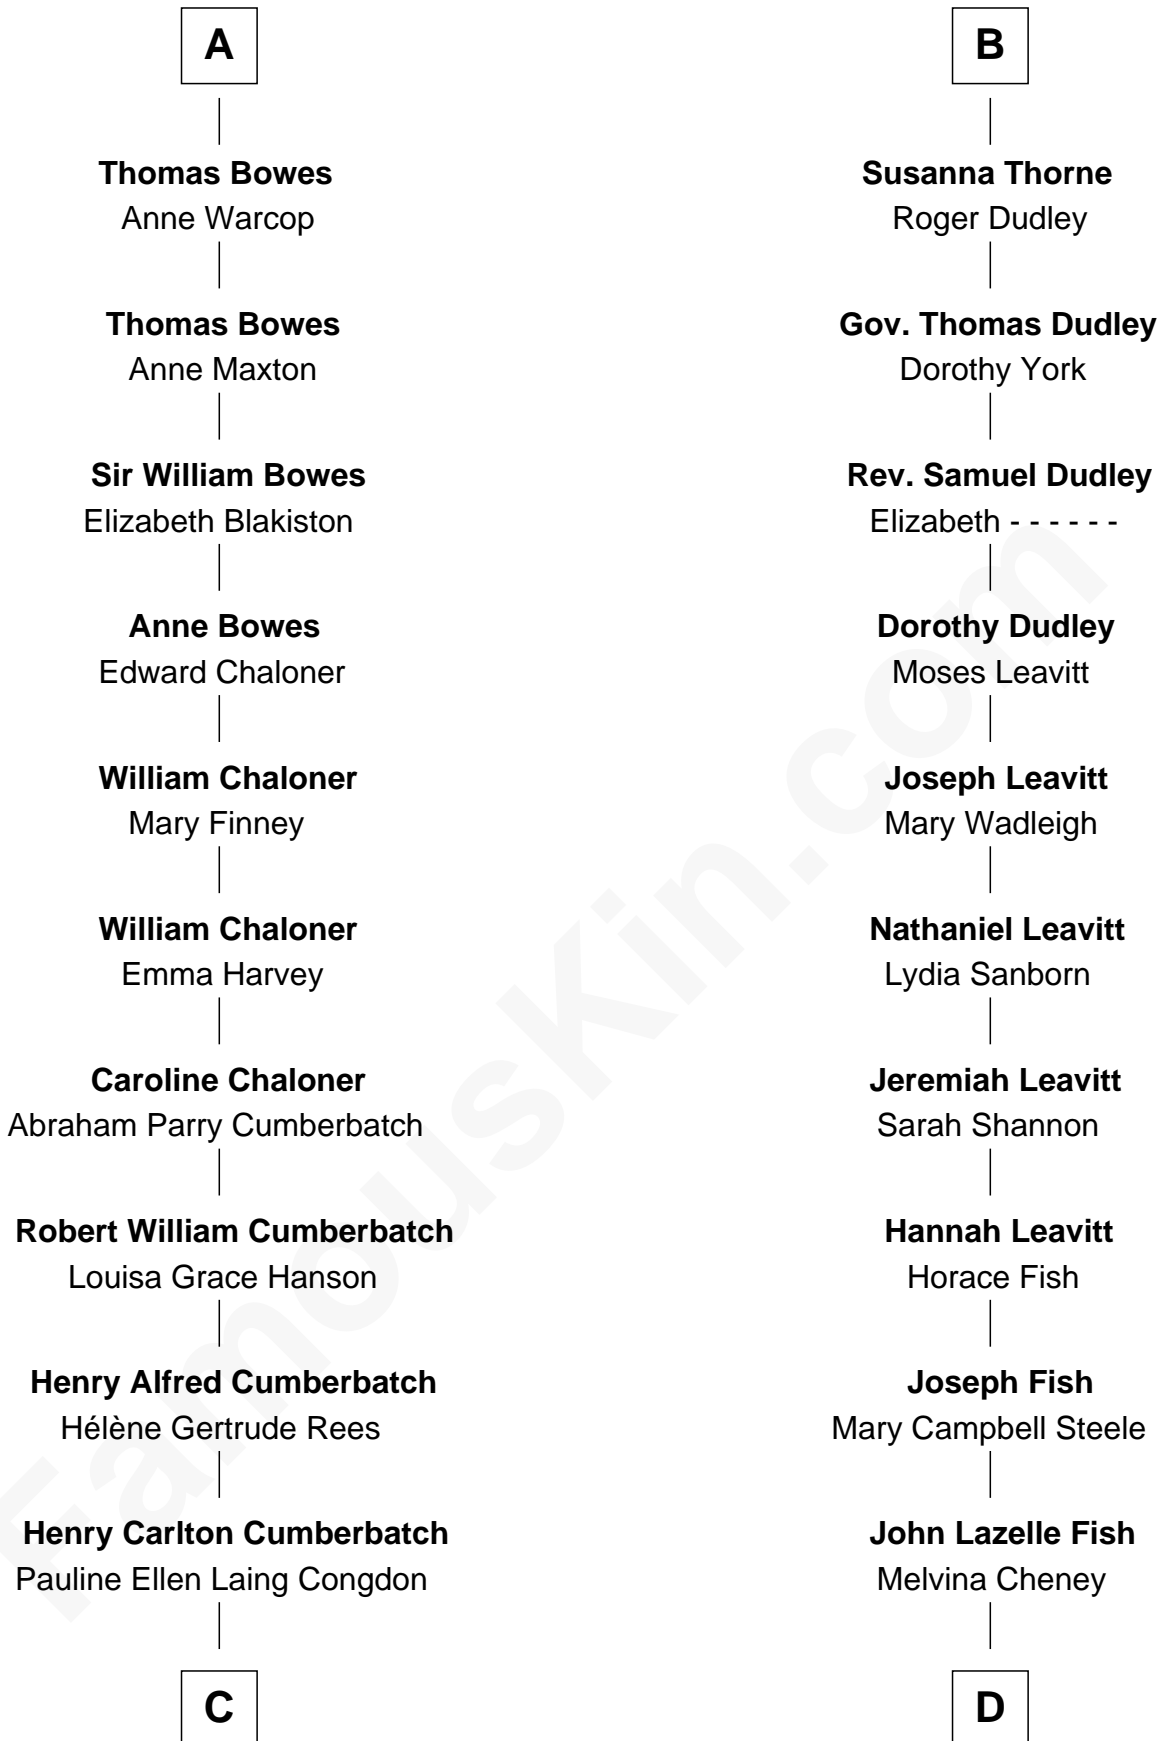 A
Thomas Bowes
Anne Warcop
Thomas Bowes
Anne Maxton
Sir William Bowes
Elizabeth Blakiston
Anne Bowes
Edward Chaloner
William Chaloner
Mary Finney
William Chaloner
Emma Harvey
Caroline Chaloner
Abraham Parry Cumberbatch
Robert William Cumberbatch
Louisa Grace Hanson
Henry Alfred Cumberbatch
Hélène Gertrude Rees
Henry Carlton Cumberbatch
Pauline Ellen Laing Congdon
C
B
Susanna Thorne
Roger Dudley
Gov. Thomas Dudley
Dorothy York
Rev. Samuel Dudley
Elizabeth - - - - - -
Dorothy Dudley
Moses Leavitt
Joseph Leavitt
Mary Wadleigh
Nathaniel Leavitt
Lydia Sanborn
Jeremiah Leavitt
Sarah Shannon
Hannah Leavitt
Horace Fish
Joseph Fish
Mary Campbell Steele
John Lazelle Fish
Melvina Cheney
D
FamousKin.com